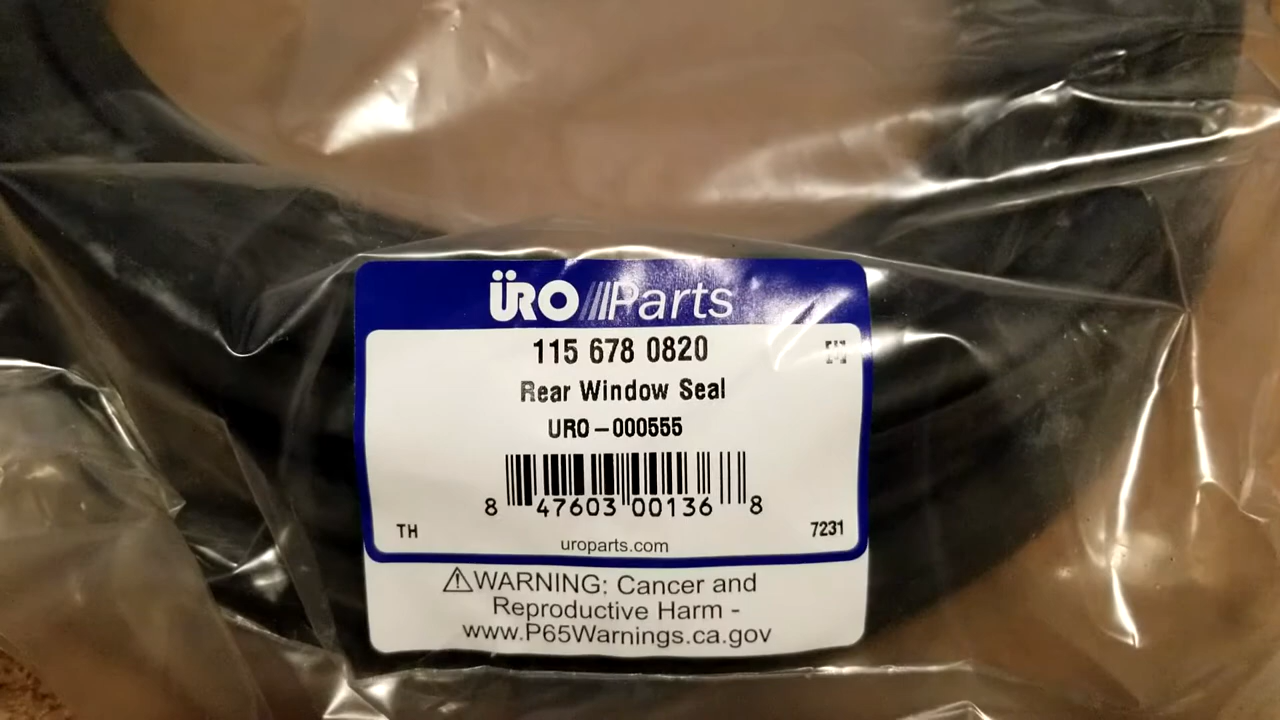 ÜRO///Parts
115 678 0820
Rear Window Seal
URO-000555
8 47603 00136 8
TH
7231
uroparts.com
⚠WARNING: Cancer and
Reproductive Harm -
www.P65Warnings.ca.gov